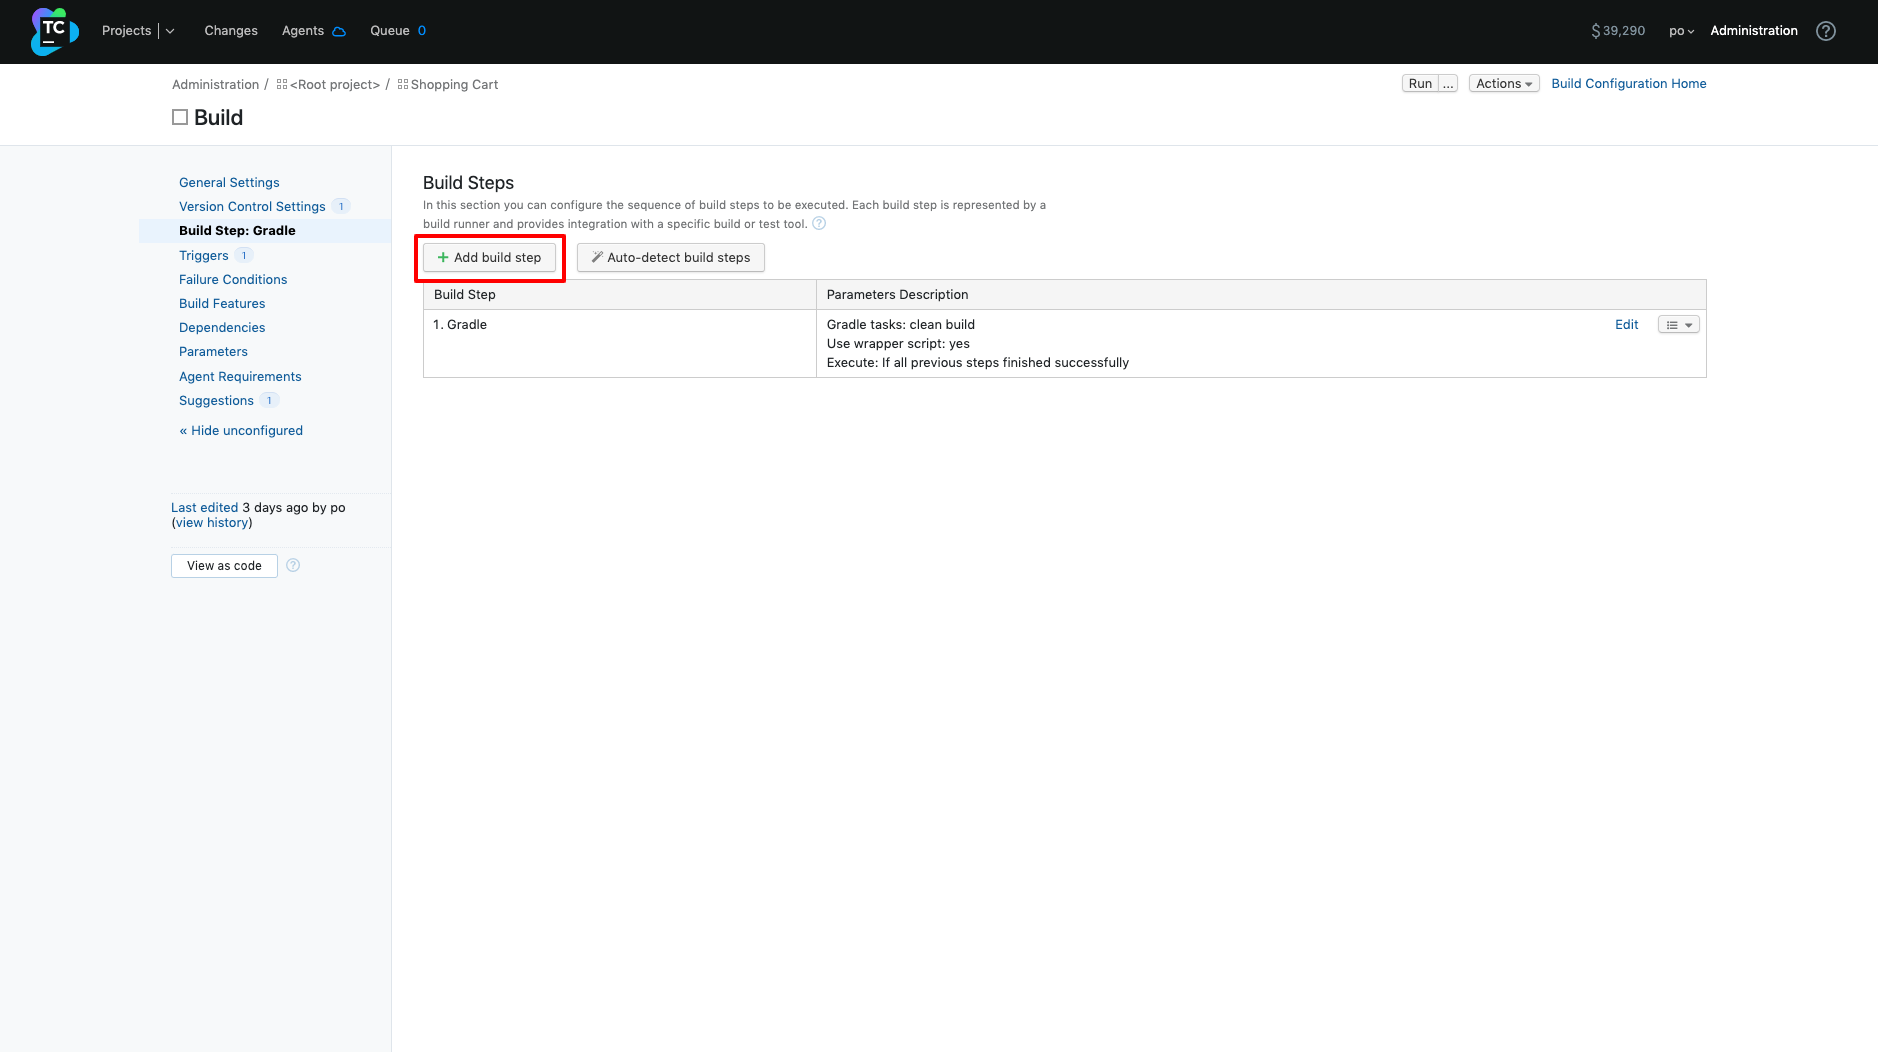 TC
Projects
Changes
Agents
Queue 0
$39,290
po
Administration
?
Administration / <Root project> / Shopping Cart
Run ...
Actions
Build Configuration Home
Build
General Settings
Version Control Settings 1
Build Step: Gradle
Triggers 1
Failure Conditions
Build Features
Dependencies
Parameters
Agent Requirements
Suggestions 1
« Hide unconfigured
Last edited 3 days ago by po
(view history)
View as code ?
Build Steps
In this section you can configure the sequence of build steps to be executed. Each build step is represented by a
build runner and provides integration with a specific build or test tool. ?
+ Add build step
Auto-detect build steps
Build Step
Parameters Description
1. Gradle
Gradle tasks: clean build
Use wrapper script: yes
Execute: If all previous steps finished successfully
Edit